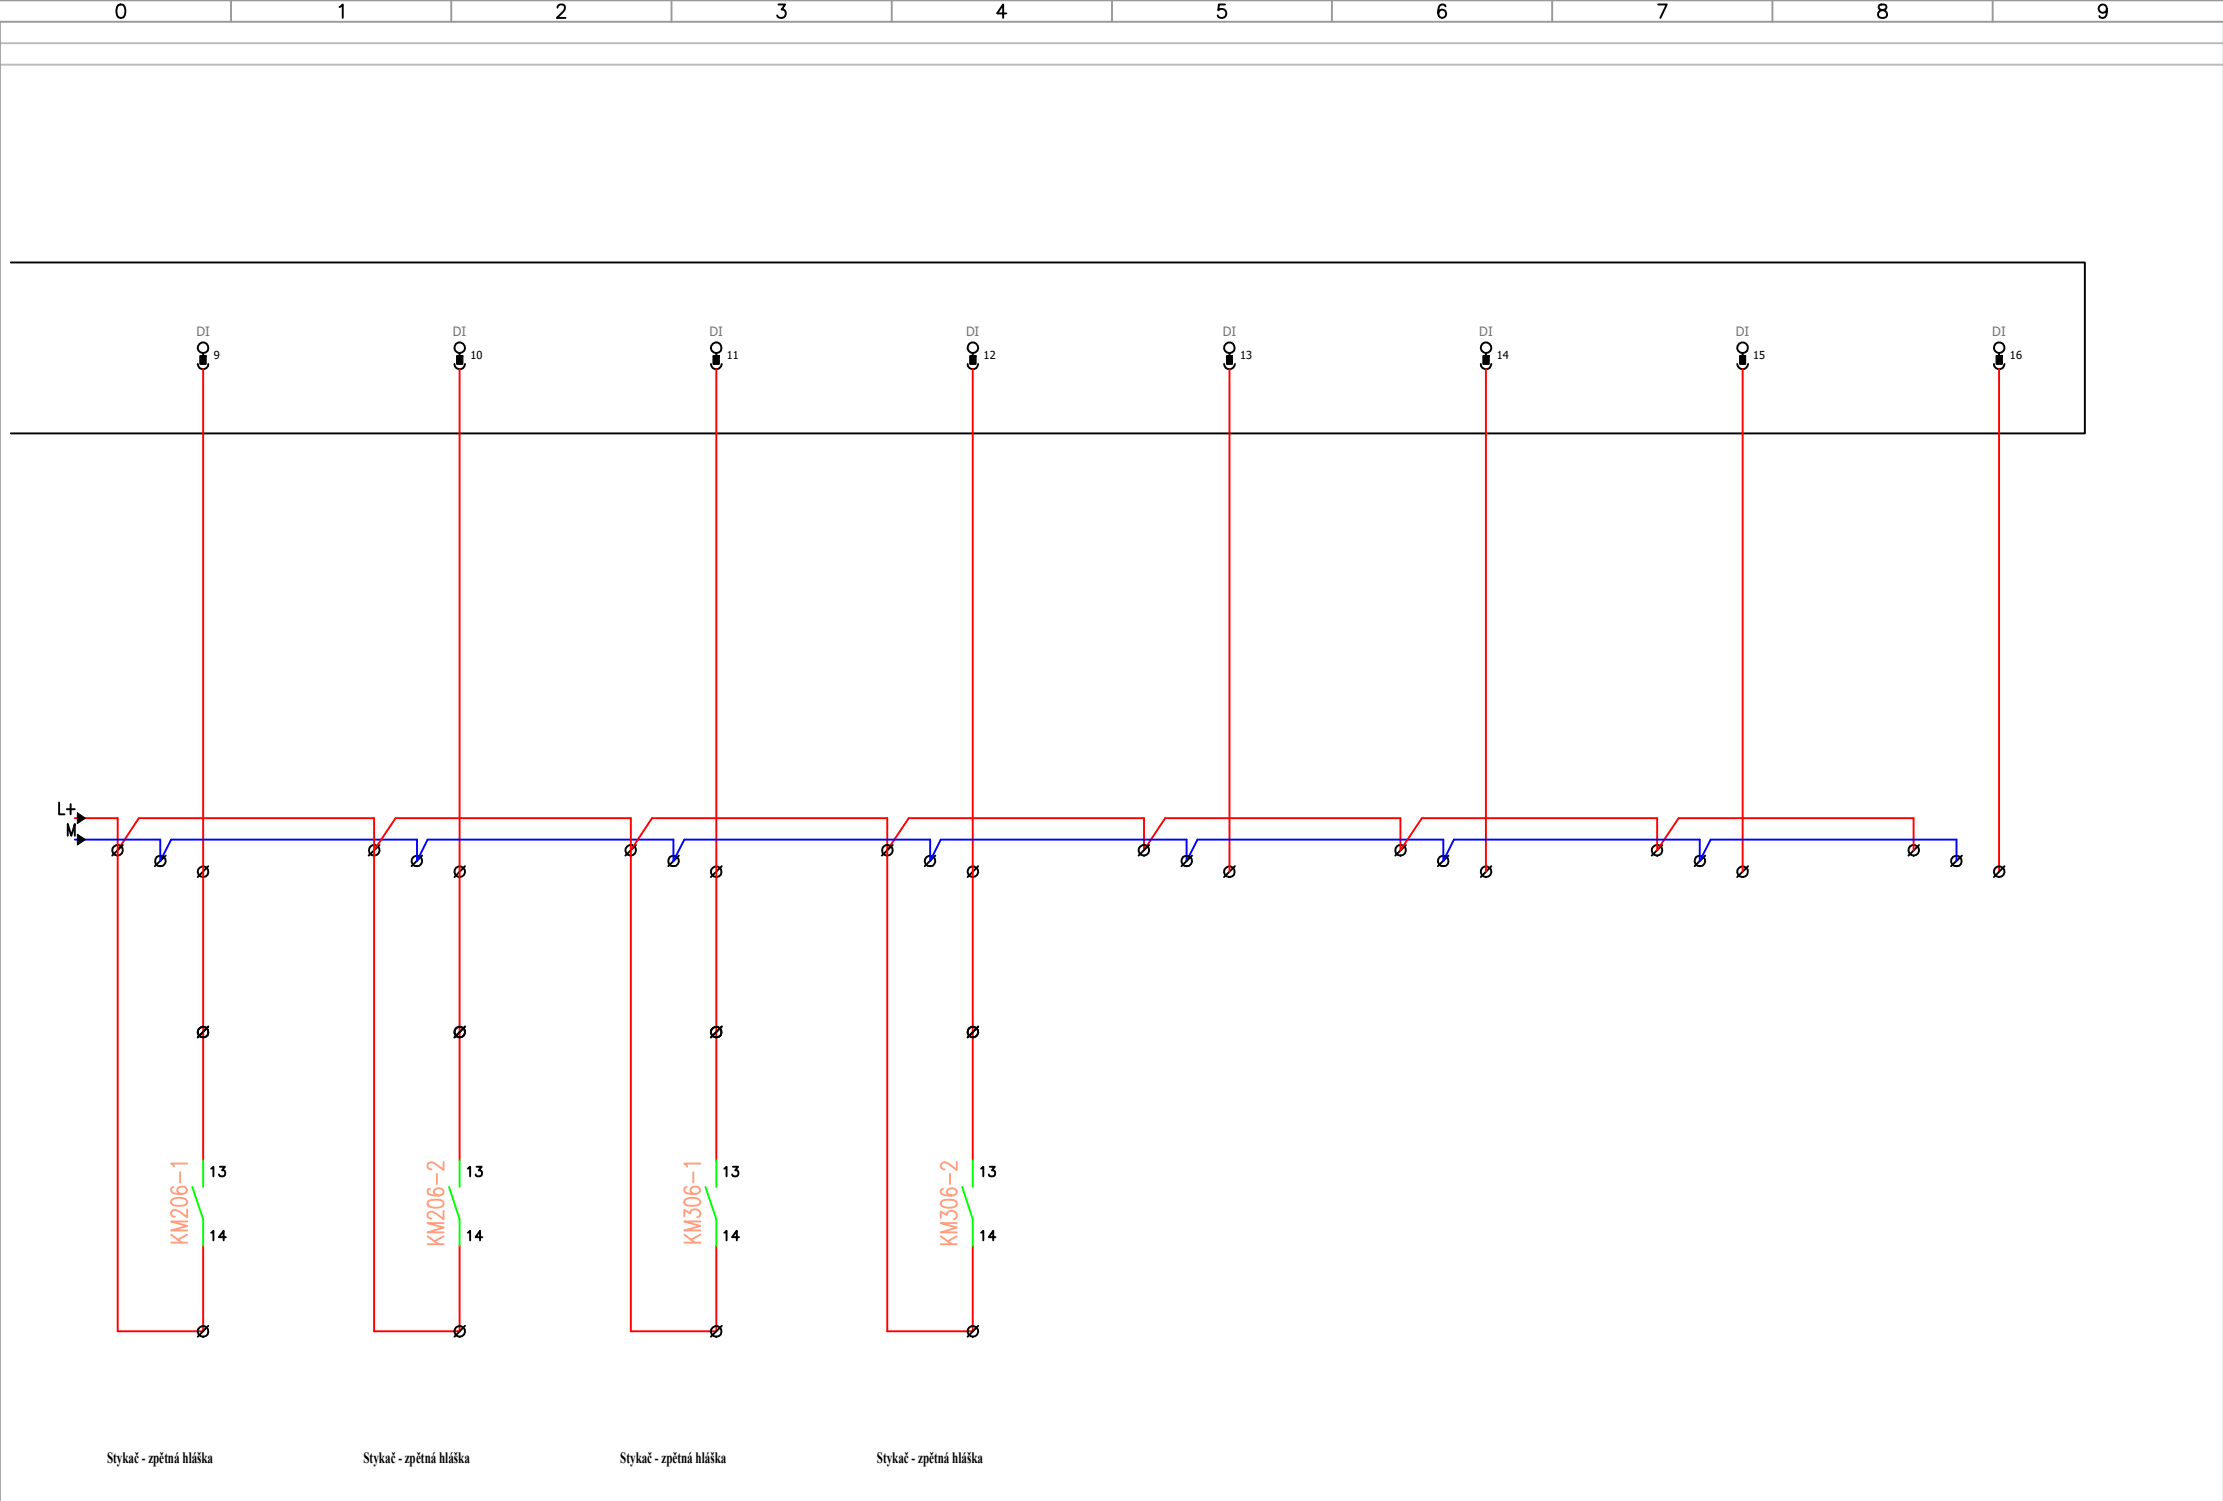 0 1 2 3 4 5 6 7 8 9
DI DI DI DI DI DI DI DI
9 10 11 12 13 14 15 16
L+
M
KM206-1 13 KM206-2 13 KM306-1 13 KM306-2 13
14 14 14 14
Stykač - zpětná hláška Stykač - zpětná hláška Stykač - zpětná hláška Stykač - zpětná hláška